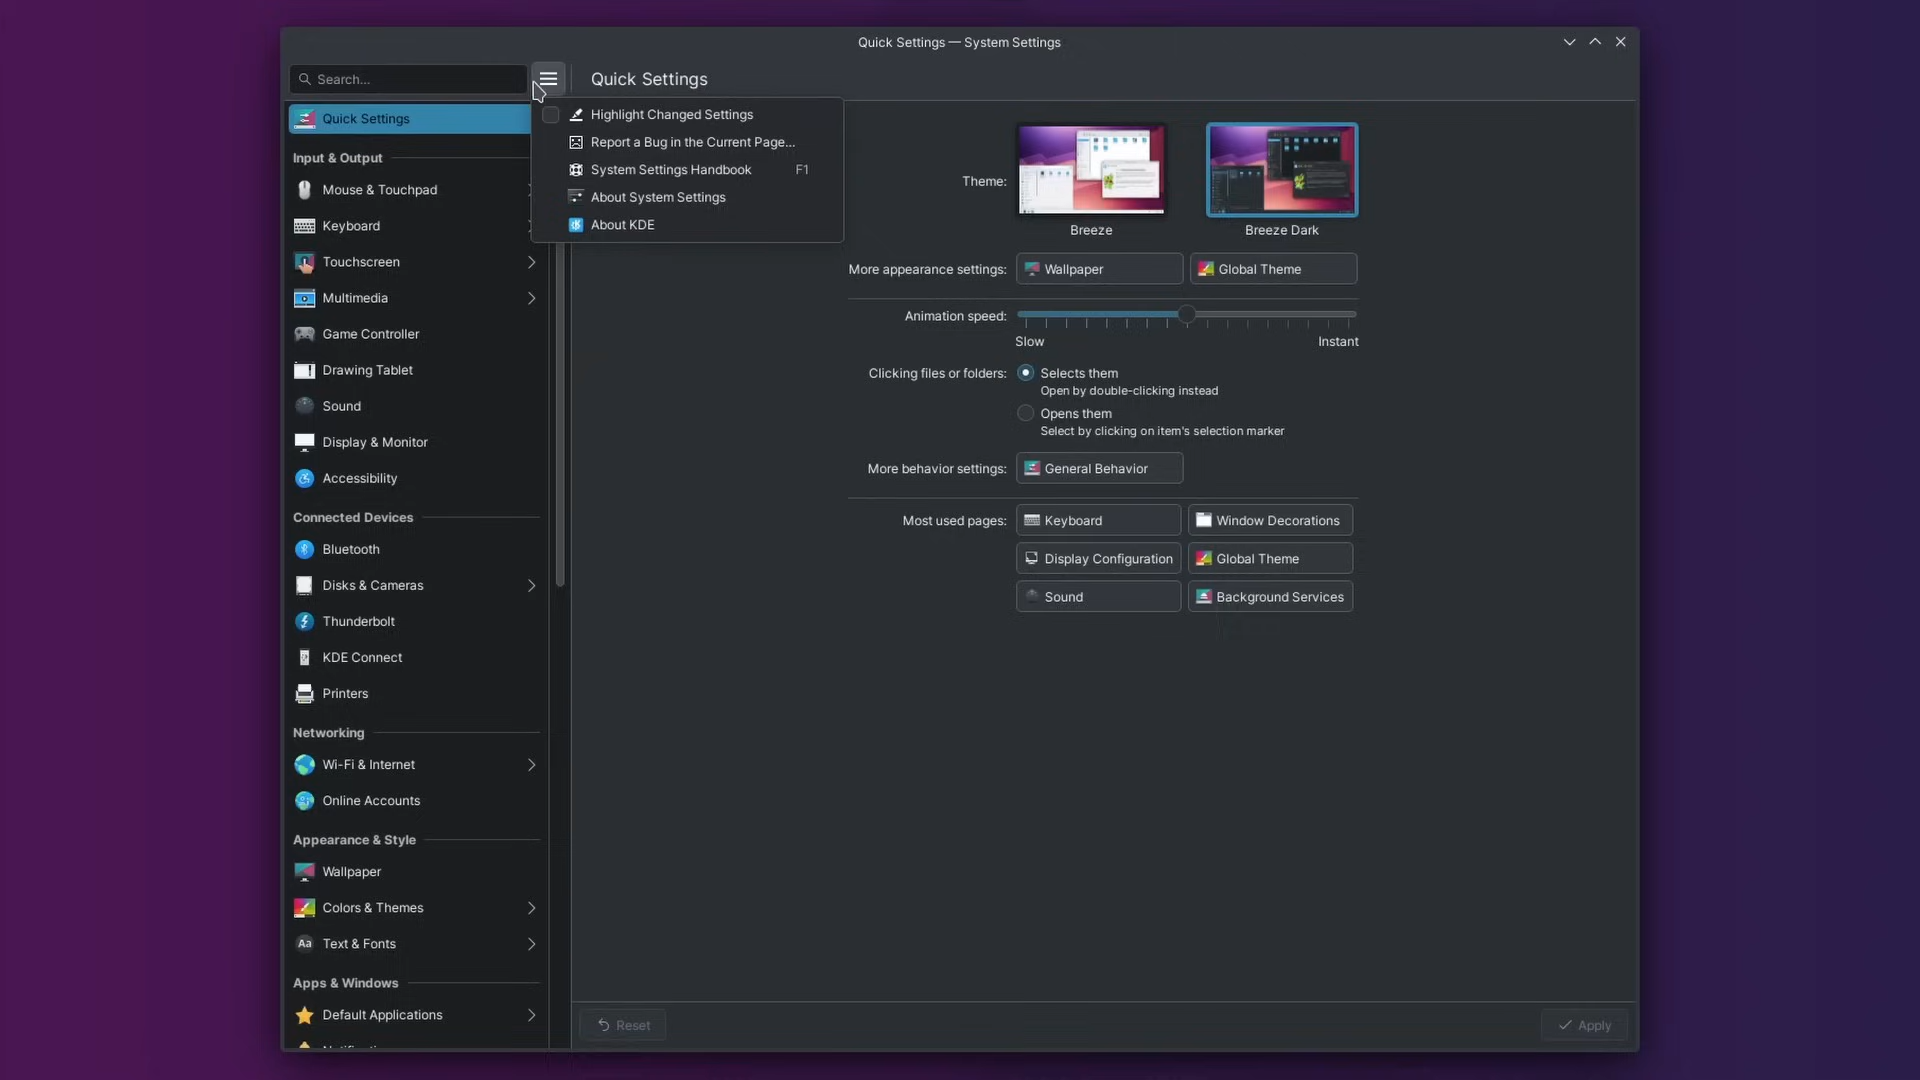 Quick Settings — System Settings
Search...
Quick Settings
Quick Settings
Highlight Changed Settings
Report a Bug in the Current Page...
System Settings Handbook F1
About System Settings
About KDE
Input & Output
Mouse & Touchpad
Keyboard
Touchscreen
Multimedia
Game Controller
Drawing Tablet
Sound
Display & Monitor
Accessibility
Connected Devices
Bluetooth
Disks & Cameras
Thunderbolt
KDE Connect
Printers
Networking
Wi-Fi & Internet
Online Accounts
Appearance & Style
Wallpaper
Colors & Themes
Aa Text & Fonts
Apps & Windows
Default Applications
Theme:
Breeze Breeze Dark
More appearance settings: Wallpaper Global Theme
Animation speed:
Slow Instant
Clicking files or folders: Selects them
Open by double-clicking instead
Opens them
Select by clicking on item's selection marker
More behavior settings: General Behavior
Most used pages: Keyboard Window Decorations
Display Configuration Global Theme
Sound Background Services
Reset Apply